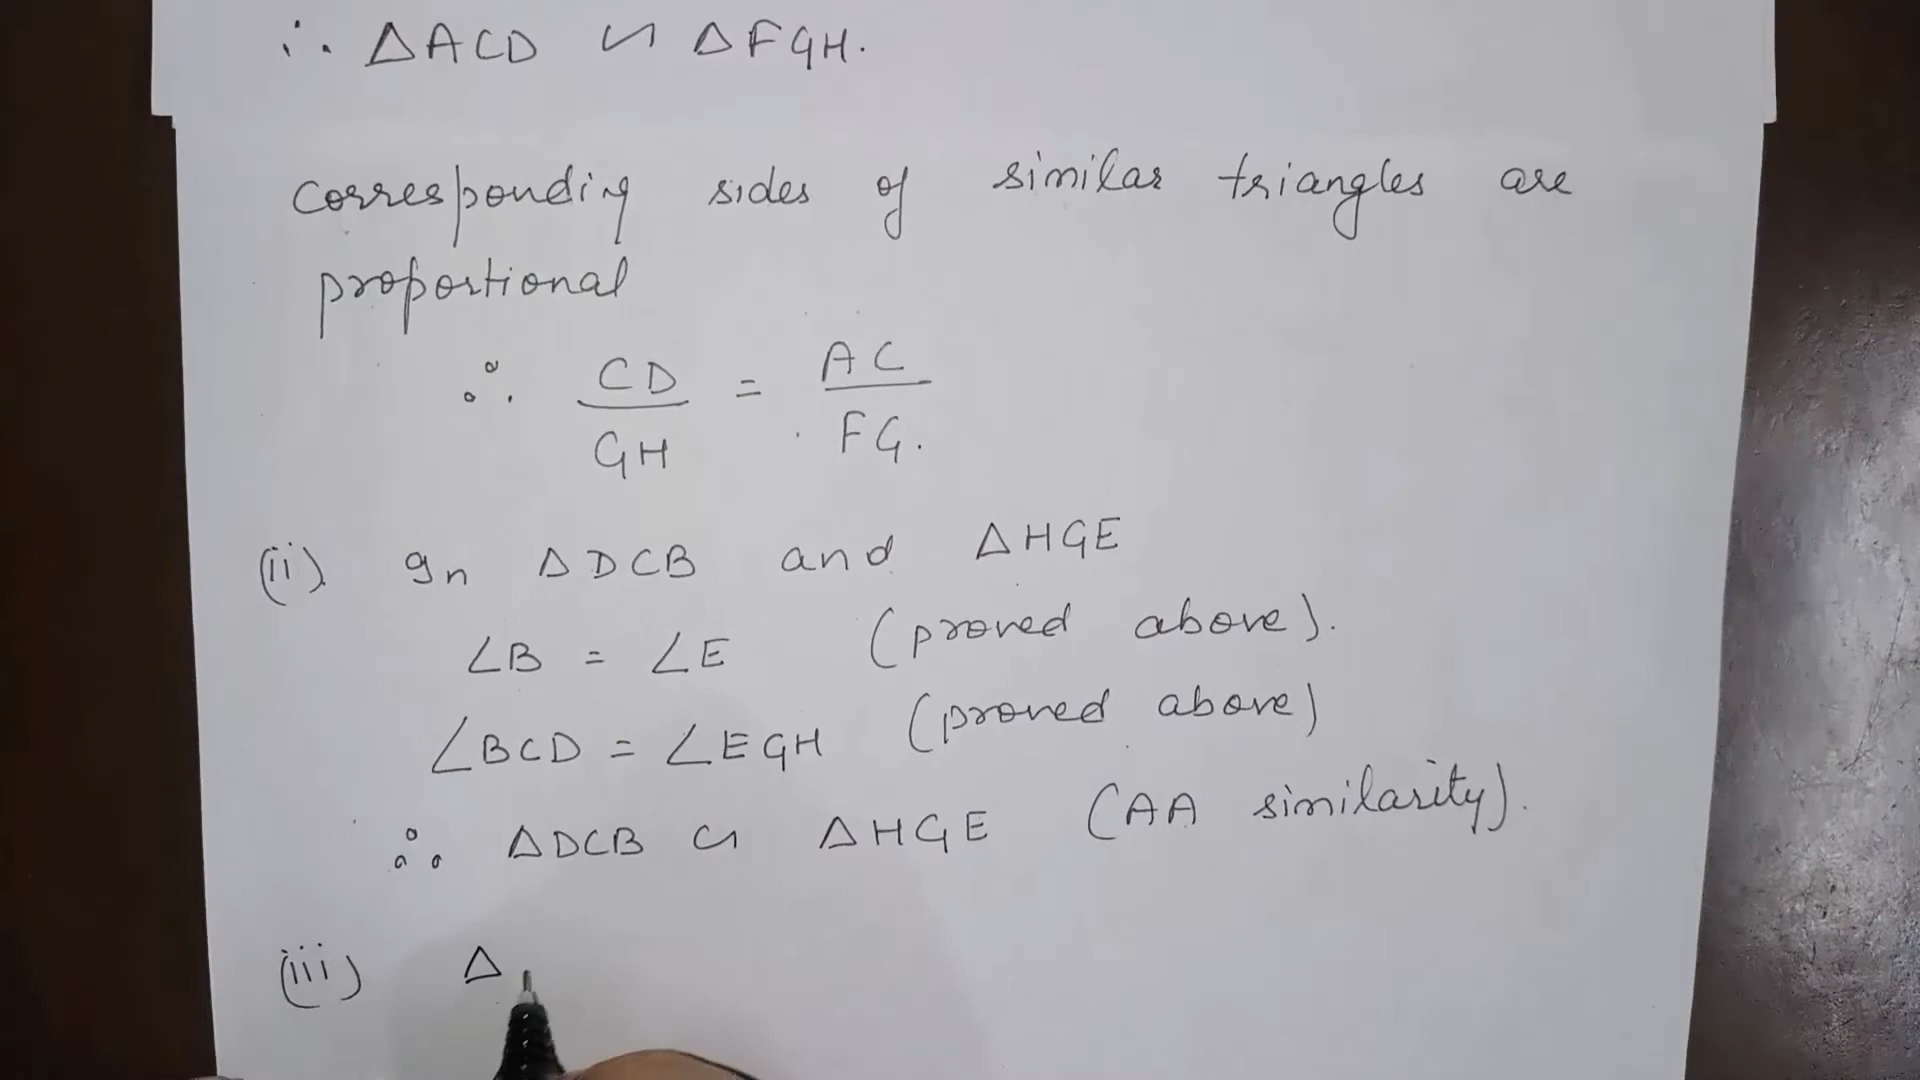 ∴ ΔACD ∽ ΔFGH.
Corresponding sides of similar triangles are
proportional
∴ CD/GH = AC/FG.
(ii) In ΔDCB and ΔHGE
∠B = ∠E (proved above).
∠BCD = ∠EGH (proved above)
∴ ΔDCB ∽ ΔHGE (AA similarity).
(iii) Δ